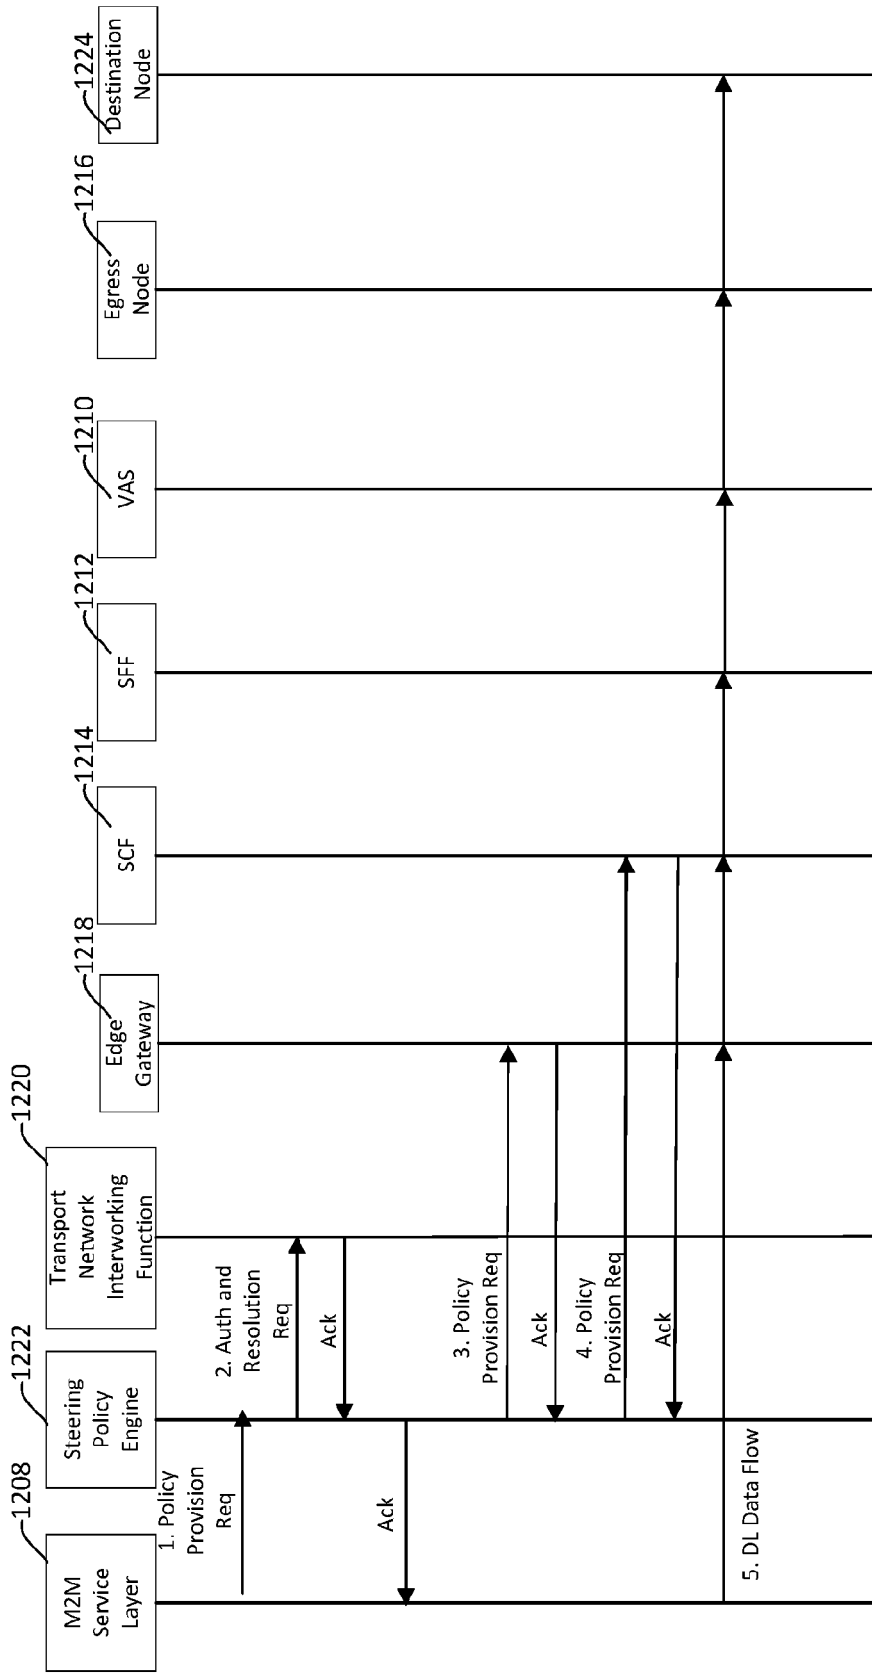 1208
M2M
Service
Layer
1222
Steering
Policy
Engine
1220
Transport
Network
Interworking
Function
1218
Edge
Gateway
1214
SCF
1212
SFF
1210
VAS
1216
Egress
Node
1224
Destination
Node
1. Policy
Provision
Req
2. Auth and
Resolution
Req
Ack
Ack
3. Policy
Provision Req
Ack
4. Policy
Provision Req
Ack
5. DL Data Flow